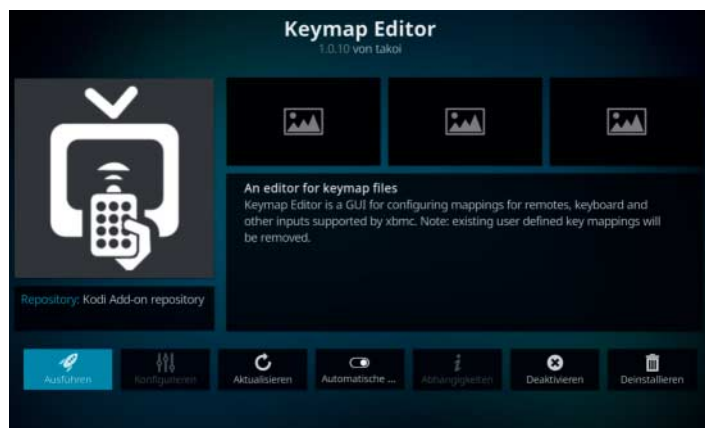 Keymap Editor
1.0.10 von takoi
An editor for keymap files
Keymap Editor is a GUI for configuring mappings for remotes, keyboard and
other inputs supported by xbmc. Note: existing user defined key mappings will
be removed.
Repository: Kodi Add-on repository
Ausführen
Konfigurieren
Aktualisieren
Automatische ...
Abhängigkeiten
Deaktivieren
Deinstallieren